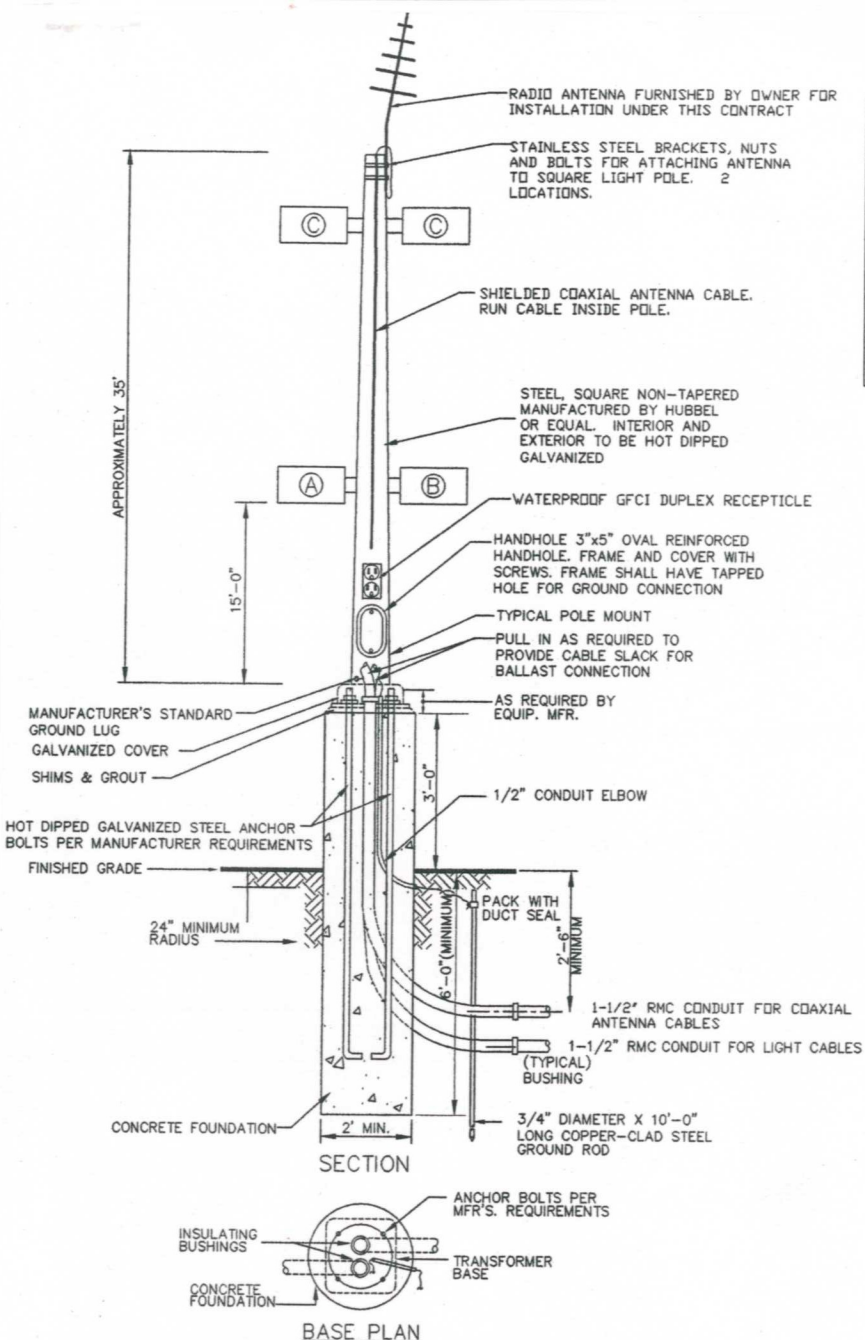 RADIO ANTENNA FURNISHED BY OWNER FOR
INSTALLATION UNDER THIS CONTRACT
STAINLESS STEEL BRACKETS, NUTS
AND BOLTS FOR ATTACHING ANTENNA
TO SQUARE LIGHT POLE. 2
LOCATIONS.
C C
SHIELDED COAXIAL ANTENNA CABLE.
RUN CABLE INSIDE POLE.
APPROXIMATELY 35'
STEEL, SQUARE NON-TAPERED
MANUFACTURED BY HUBBEL
OR EQUAL. INTERIOR AND
EXTERIOR TO BE HOT DIPPED
GALVANIZED
A B
WATERPROOF GFCI DUPLEX RECEPTICLE
15'-0"
HANDHOLE 3"x5" OVAL REINFORCED
HANDHOLE. FRAME AND COVER WITH
SCREWS. FRAME SHALL HAVE TAPPED
HOLE FOR GROUND CONNECTION
TYPICAL POLE MOUNT
PULL IN AS REQUIRED TO
PROVIDE CABLE SLACK FOR
BALLAST CONNECTION
MANUFACTURER'S STANDARD
GROUND LUG
AS REQUIRED BY
EQUIP. MFR.
GALVANIZED COVER
SHIMS & GROUT
3'-0"
1/2" CONDUIT ELBOW
HOT DIPPED GALVANIZED STEEL ANCHOR
BOLTS PER MANUFACTURER REQUIREMENTS
FINISHED GRADE
PACK WITH
DUCT SEAL
24" MINIMUM
RADIUS
6'-0"(MINIMUM)
2'-6"
MINIMUM
1-1/2" RMC CONDUIT FOR COAXIAL
ANTENNA CABLES
1-1/2" RMC CONDUIT FOR LIGHT CABLES
(TYPICAL)
BUSHING
CONCRETE FOUNDATION
2' MIN.
3/4" DIAMETER X 10'-0"
LONG COPPER-CLAD STEEL
GROUND ROD
SECTION
ANCHOR BOLTS PER
MFR'S. REQUIREMENTS
INSULATING
BUSHINGS
TRANSFORMER
BASE
CONCRETE
FOUNDATION
BASE PLAN